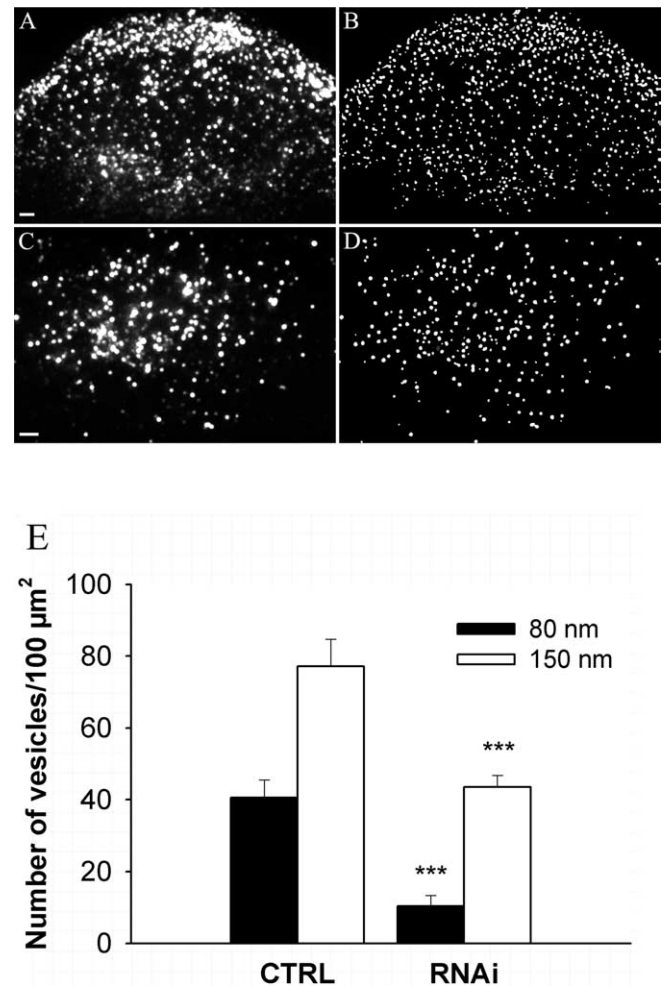 A
B
C
D
E
Number of vesicles/100 µm²
100
80
60
40
20
0
80 nm
150 nm
***
***
CTRL
RNAi